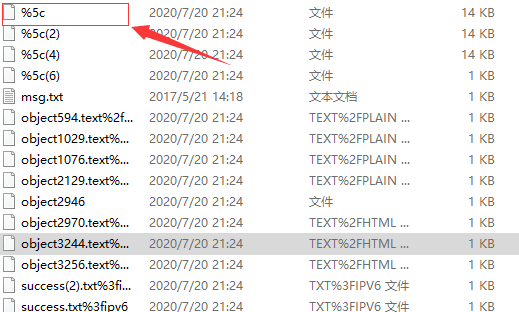 %5c 2020/7/20 21:24 文件 14 KB
%5c(2) 2020/7/20 21:24 文件 14 KB
%5c(4) 2020/7/20 21:24 文件 14 KB
%5c(6) 2020/7/20 21:24 文件 1 KB
msg.txt 2017/5/21 14:18 文本文档 1 KB
object594.text%2f... 2020/7/20 21:24 TEXT%2FPLAIN ... 1 KB
object1029.text%... 2020/7/20 21:24 TEXT%2FPLAIN ... 1 KB
object1076.text%... 2020/7/20 21:24 TEXT%2FPLAIN ... 1 KB
object2129.text%... 2020/7/20 21:24 TEXT%2FPLAIN ... 1 KB
object2946 2020/7/20 21:24 文件 1 KB
object2970.text%... 2020/7/20 21:24 TEXT%2FHTML ... 1 KB
object3244.text%... 2020/7/20 21:24 TEXT%2FHTML ... 1 KB
object3256.text%... 2020/7/20 21:24 TEXT%2FHTML ... 1 KB
success(2).txt%3fi... 2020/7/20 21:24 TXT%3FIPV6 文件 1 KB
success.txt%3fipv6 2020/7/20 21:24 TXT%3FIPV6 文件 1 KB